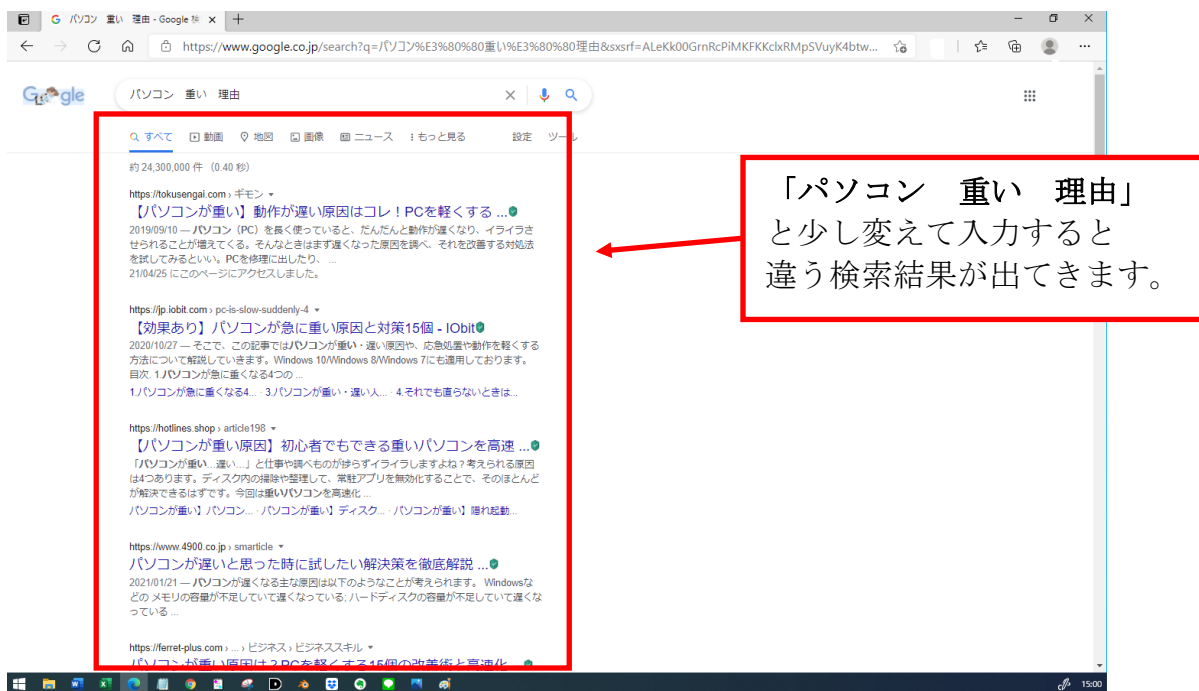 パソコン 重い 理由 - Google 検
https://www.google.co.jp/search?q=パソコン%E3%80%80重い%E3%80%80理由&sxsrf=ALeKk00GrnRcPiMKFKKclxRMpSVuyK4btw...
Google
パソコン 重い 理由
すべて 動画 地図 画像 ニュース もっと見る 設定 ツール
約 24,300,000 件 (0.40 秒)
https://tokusengai.com › ギモン
【パソコンが重い】動作が遅い原因はコレ！PCを軽くする ...
2019/09/10 — パソコン（PC）を長く使っていると、だんだんと動作が遅くなり、イライラさ
せられることが増えてくる。そんなときはまず遅くなった原因を調べ、それを改善する対処法
を試してみるといい。PCを修理に出したり、 ...
21/04/25 にこのページにアクセスしました。
https://jp.iobit.com › pc-is-slow-suddenly-4
【効果あり】パソコンが急に重い原因と対策15個 - IObit
2020/10/27 — そこで、この記事ではパソコンが重い・遅い原因や、応急処置や動作を軽くする
方法について解説していきます。Windows 10/Windows 8/Windows 7にも適用しております。
目次. 1.パソコンが急に重くなる4つの ...
1.パソコンが急に重くなる4... · 3.パソコンが重い・遅い人... · 4.それでも直らないときは...
https://hotlines.shop › article198
【パソコンが重い原因】初心者でもできる重いパソコンを高速 ...
「パソコンが重い...遅い...」と仕事や調べものが捗らずイライラしますよね？考えられる原因
は4つあります。ディスク内の掃除や整理して、常駐アプリを無効化することで、そのほとんど
が解決できるはずです。今回は重いパソコンを高速化 ...
パソコンが重い】パソコン... · パソコンが重い】ディスク... · パソコンが重い】隠れ起動...
https://www.4900.co.jp › smarticle
パソコンが遅いと思った時に試したい解決策を徹底解説 ...
2021/01/21 — パソコンが遅くなる主な原因は以下のようなことが考えられます。 Windowsな
どの メモリの容量が不足していて遅くなっている; ハードディスクの容量が不足していて遅くな
っている ...
https://ferret-plus.com › ... › ビジネス › ビジネススキル
パソコンが重い原因は？PCを軽くする15個の改善術と高速化 ...
「パソコン 重い 理由」
と少し変えて入力すると
違う検索結果が出てきます。
15:00